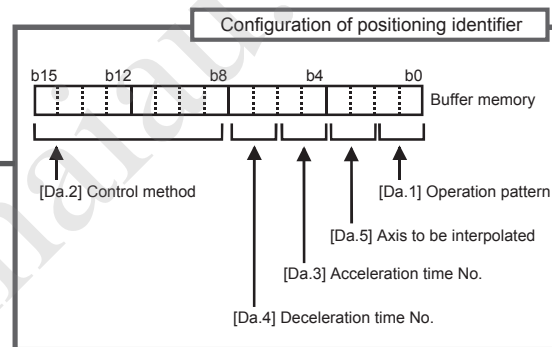 Configuration of positioning identifier
b15 b12 b8 b4 b0
Buffer memory
[Da.2] Control method
[Da.1] Operation pattern
[Da.5] Axis to be interpolated
[Da.3] Acceleration time No.
[Da.4] Deceleration time No.